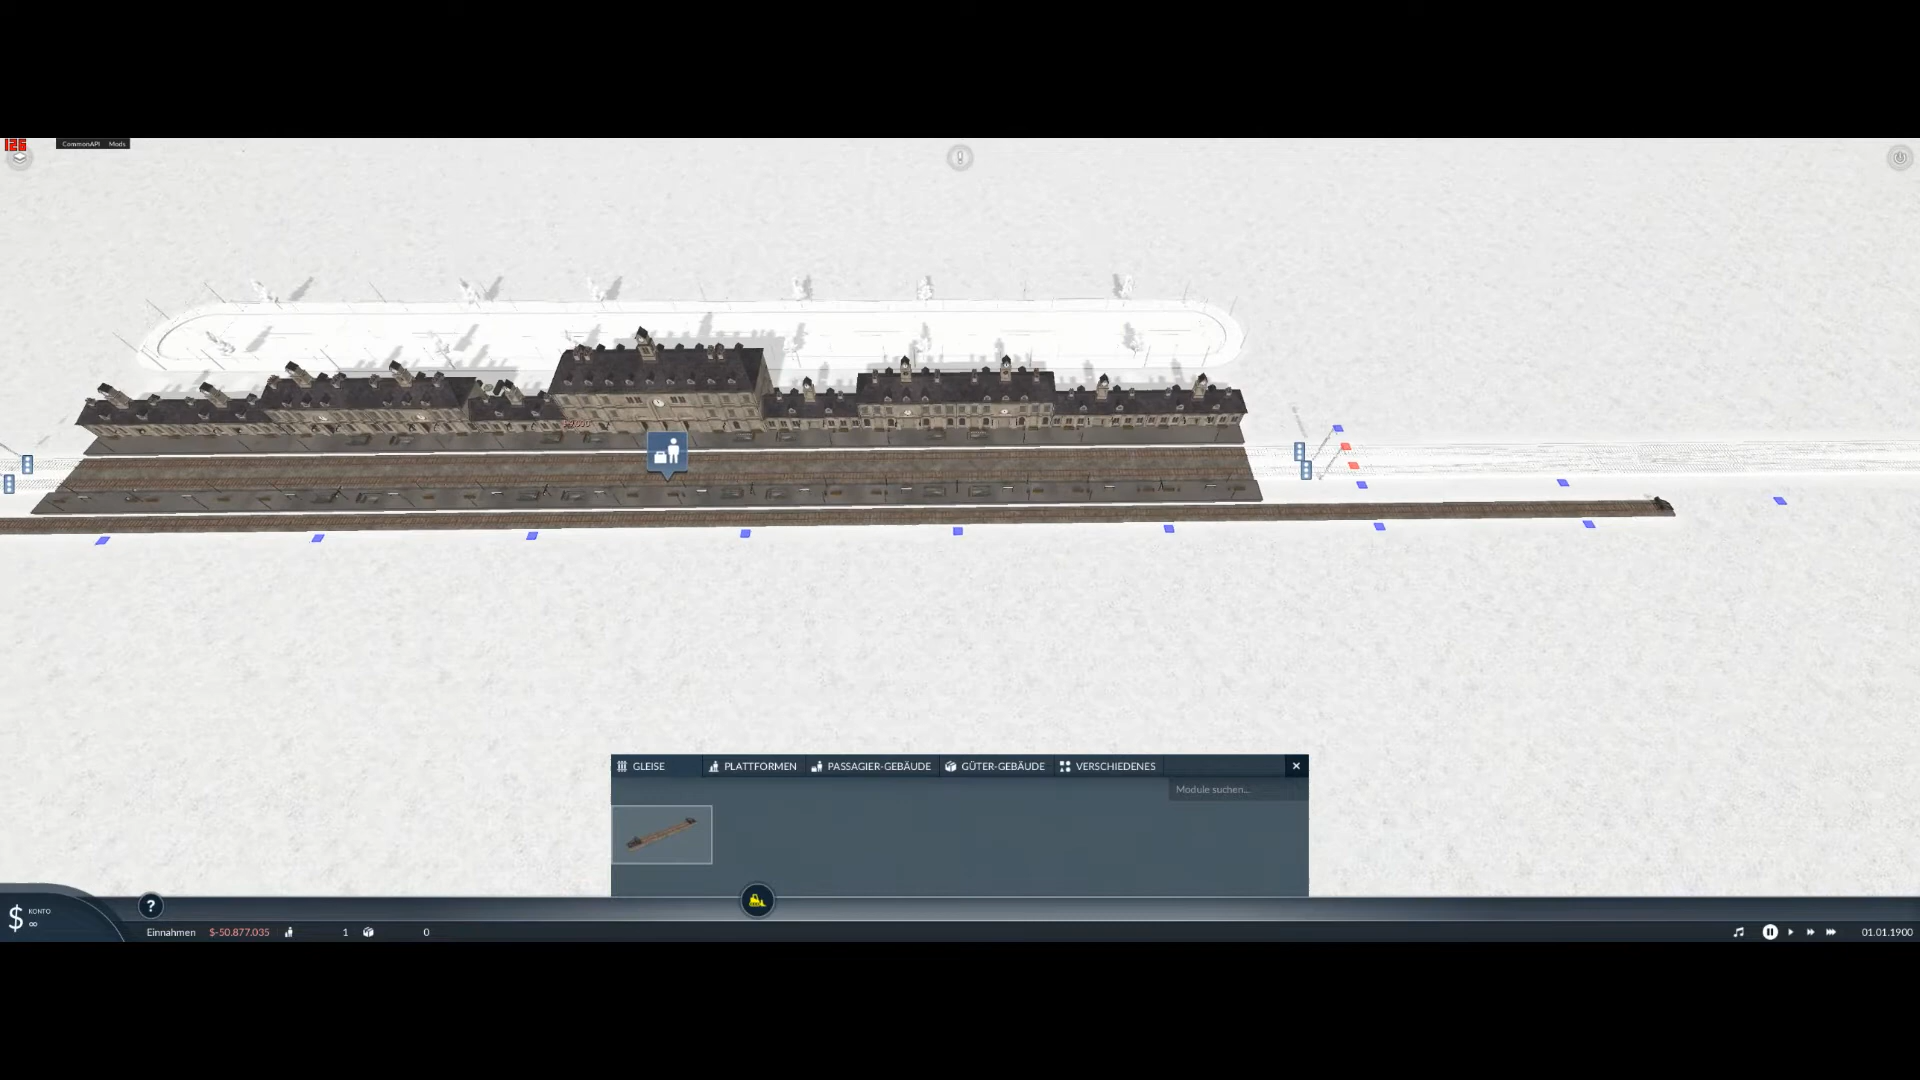 126
CommonAPI Mods
GLEISE
PLATTFORMEN
PASSAGIER-GEBÄUDE
GÜTER-GEBÄUDE
VERSCHIEDENES
Module suchen...
$
KONTO
∞
?
Einnahmen $-50.877.035 1 0
01.01.1900